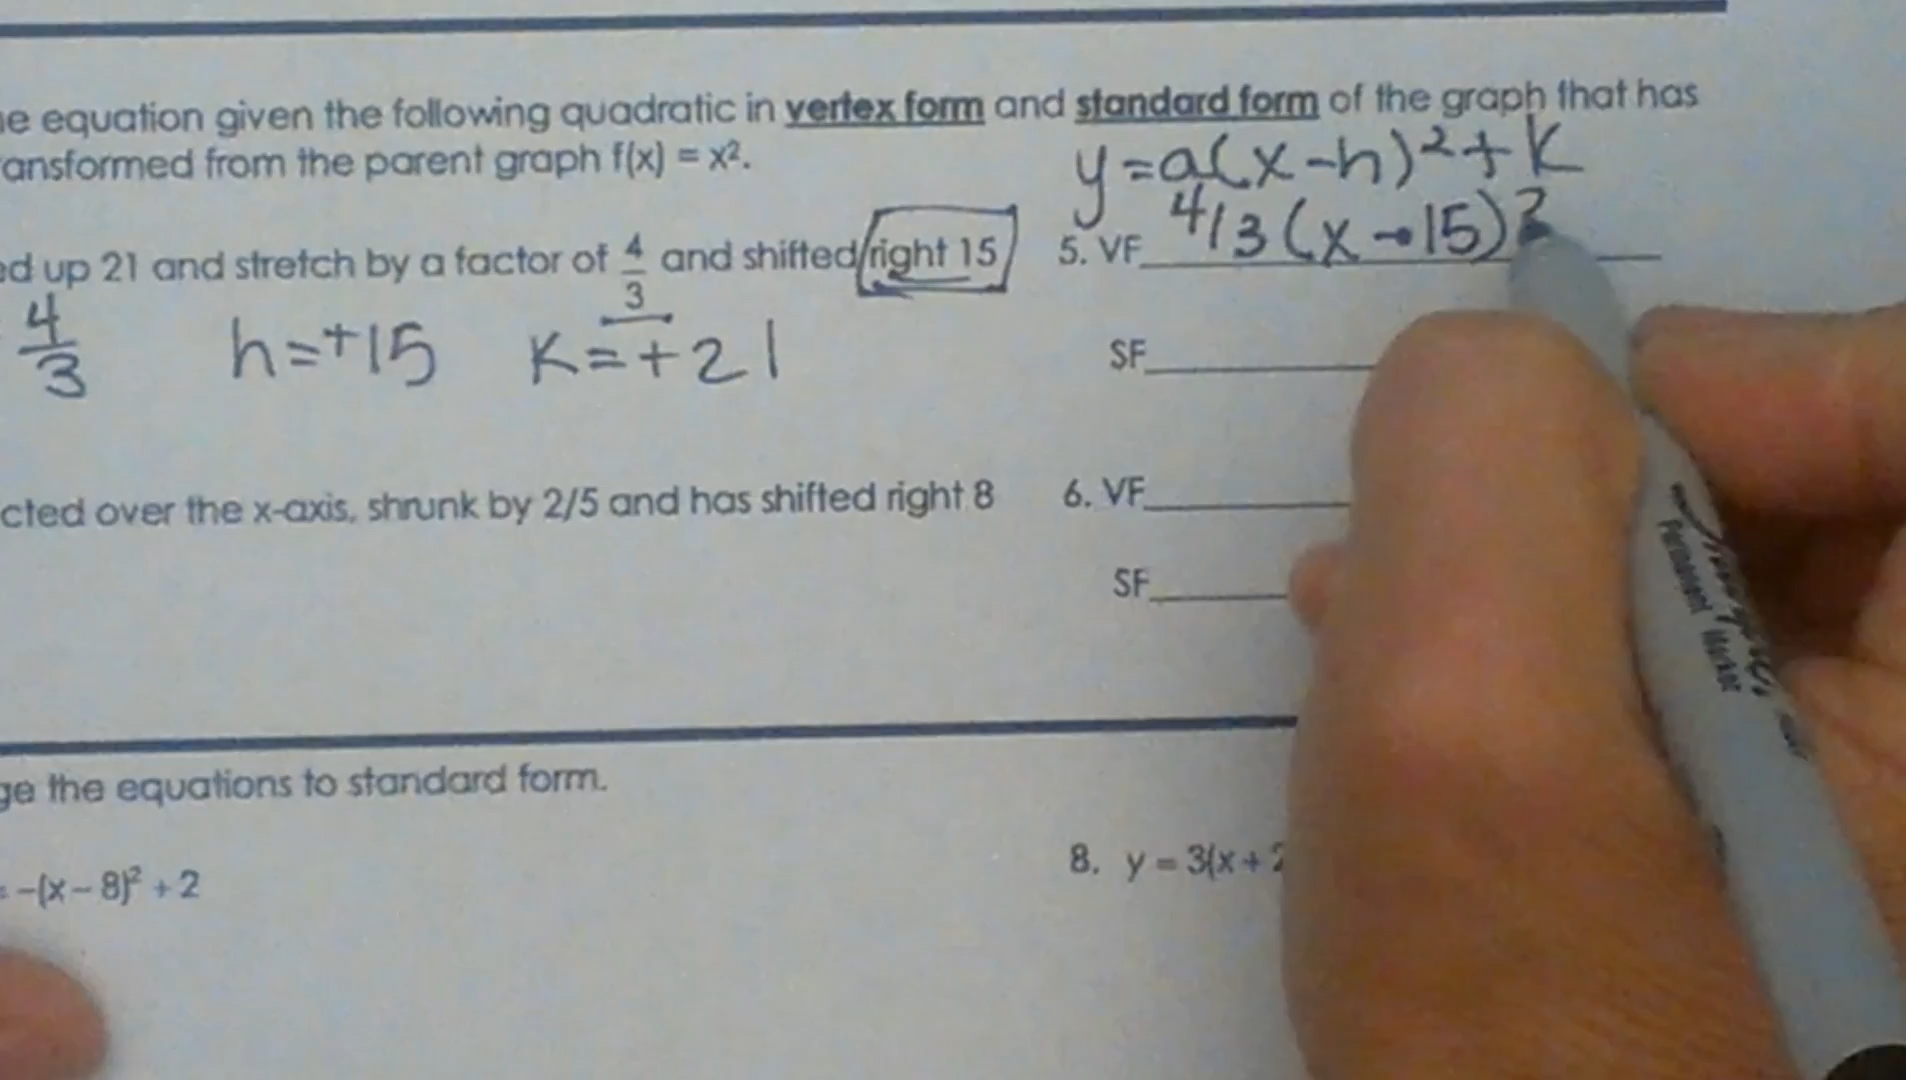 e equation given the following quadratic in vertex form and standard form of the graph that has
ansformed from the parent graph f(x) = x².
y = a(x - h)² + K
ed up 21 and stretch by a factor of 4/3 and shifted right 15
5. VF 4/3 (x - 15)²
4/3 h = +15 K = +21
SF
cted over the x-axis, shrunk by 2/5 and has shifted right 8
6. VF
SF
ge the equations to standard form.
= -(x - 8)² + 2
8. y = 3(x + 2
Permanent Marker